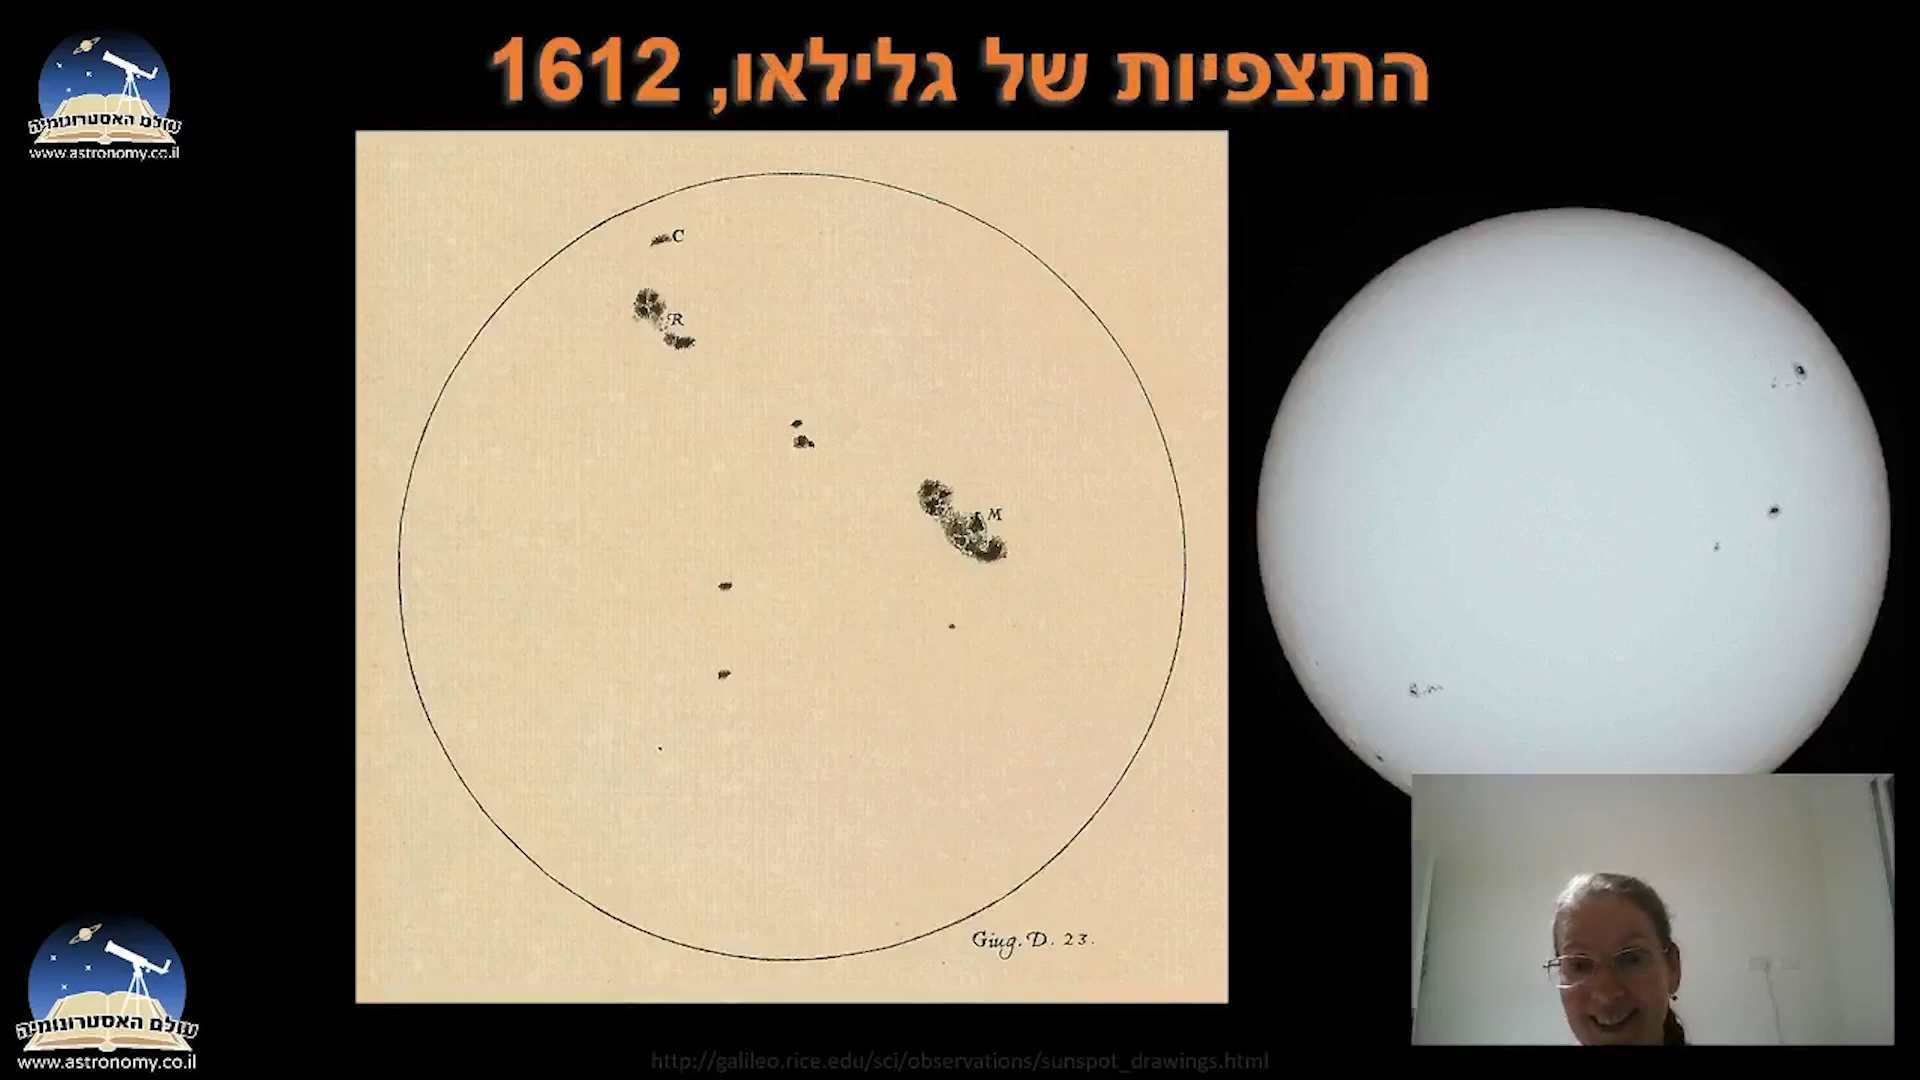 התצפיות של גלילאו, 1612
עולם האסטרונומיה
www.astronomy.co.il
C
R
M
Giug. D. 23.
עולם האסטרונומיה
www.astronomy.co.il
http://galileo.rice.edu/sci/observations/sunspot_drawings.html